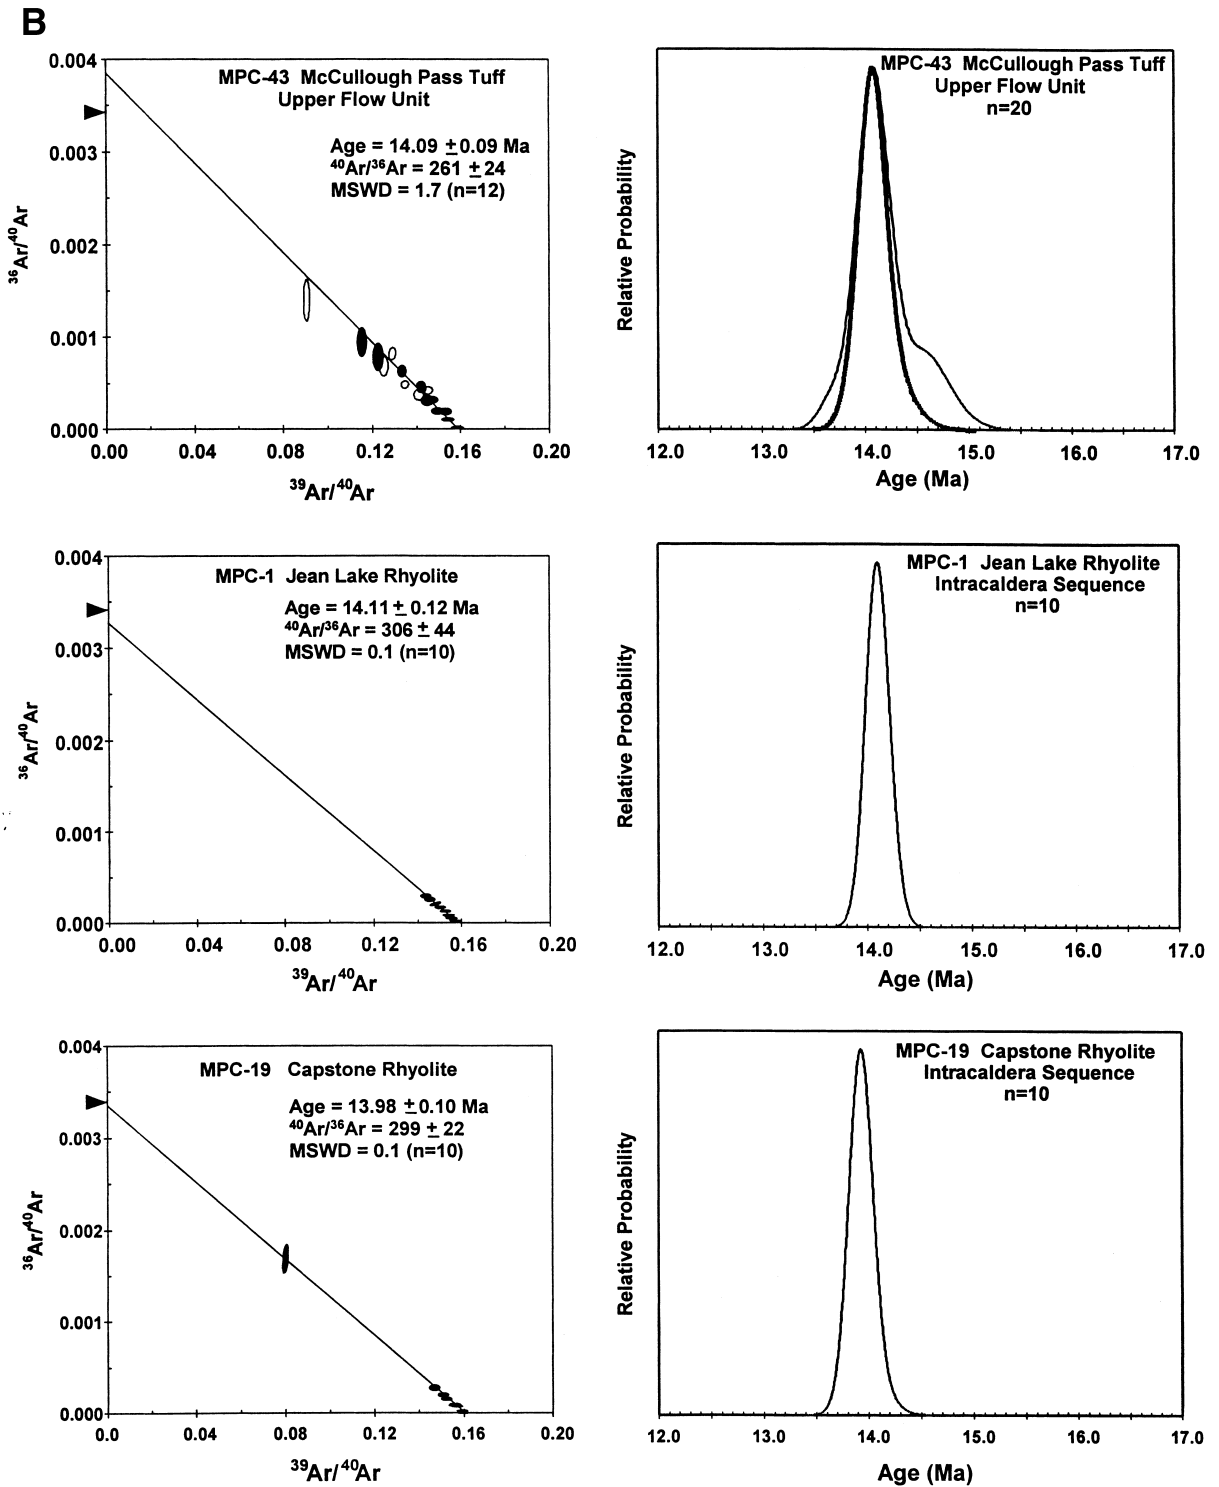 B
MPC-43 McCullough Pass Tuff
Upper Flow Unit
Age = 14.09 ±0.09 Ma
40Ar/36Ar = 261 ±24
MSWD = 1.7 (n=12)
0.004
0.003
0.002
0.001
0.000
36Ar/40Ar
0.00 0.04 0.08 0.12 0.16 0.20
39Ar/40Ar
MPC-43 McCullough Pass Tuff
Upper Flow Unit
n=20
Relative Probability
12.0 13.0 14.0 15.0 16.0 17.0
Age (Ma)
MPC-1 Jean Lake Rhyolite
Age = 14.11 ± 0.12 Ma
40Ar/36Ar = 306 ± 44
MSWD = 0.1 (n=10)
0.004
0.003
0.002
0.001
0.000
36Ar/40Ar
0.00 0.04 0.08 0.12 0.16 0.20
39Ar/40Ar
MPC-1 Jean Lake Rhyolite
Intracaldera Sequence
n=10
Relative Probability
12.0 13.0 14.0 15.0 16.0 17.0
Age (Ma)
MPC-19 Capstone Rhyolite
Age = 13.98 ±0.10 Ma
40Ar/36Ar = 299 ± 22
MSWD = 0.1 (n=10)
0.004
0.003
0.002
0.001
0.000
36Ar/40Ar
0.0 0.04 0.08 0.12 0.16 0.20
39Ar/40Ar
MPC-19 Capstone Rhyolite
Intracaldera Sequence
n=10
Relative Probability
12.0 13.0 14.0 15.0 16.0 17.0
Age (Ma)